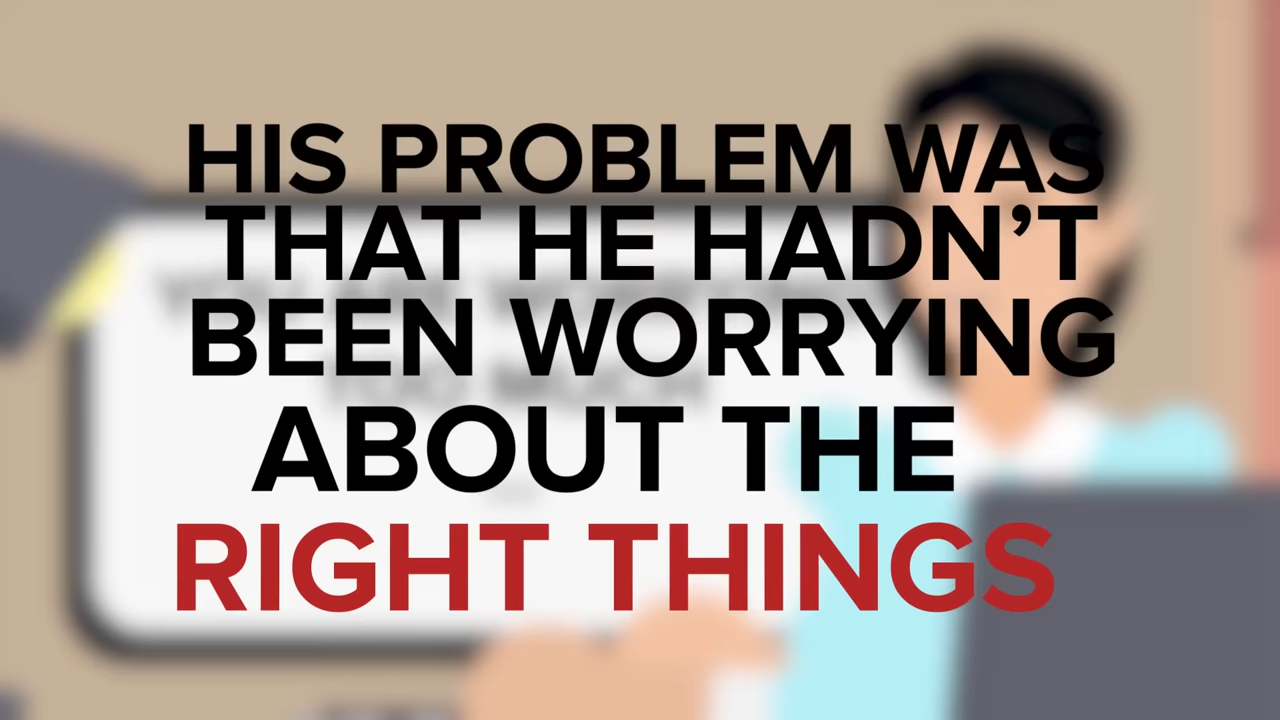 HIS PROBLEM WAS
THAT HE HADN’T
BEEN WORRYING
ABOUT THE
RIGHT THINGS